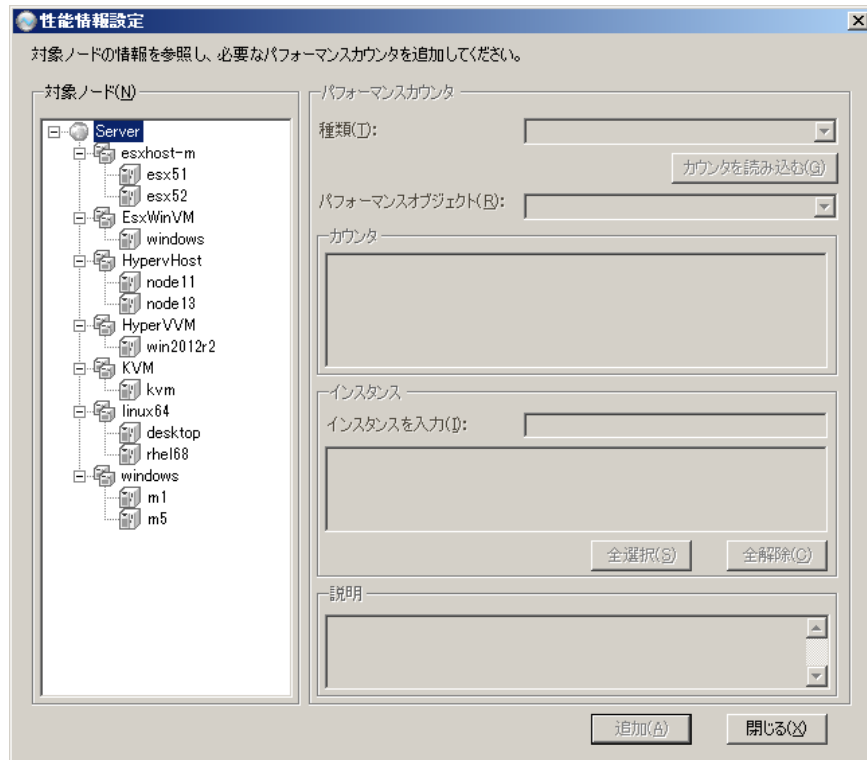 性能情報設定
対象ノードの情報を参照し、必要なパフォーマンスカウンタを追加してください。
対象ノード(N)
Server
esxhost-m
esx51
esx52
EsxWinVM
windows
HypervHost
node11
node13
HyperVVM
win2012r2
KVM
kvm
linux64
desktop
rhel68
windows
m1
m5
パフォーマンスカウンタ
種類(T):
カウンタを読み込む(G)
パフォーマンスオブジェクト(R):
カウンタ
インスタンス
インスタンスを入力(I):
全選択(S) 全解除(C)
説明
追加(A) 閉じる(X)